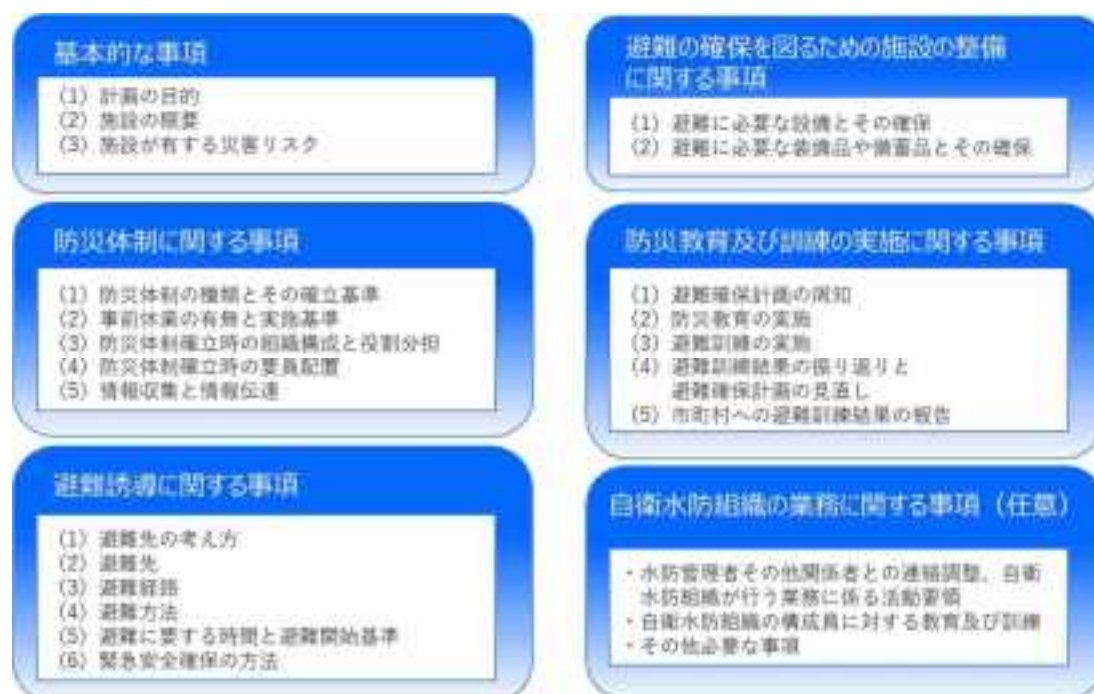 基本的な事項
(1) 計画の目的
(2) 施設の概要
(3) 施設が有する災害リスク
防災体制に関する事項
(1) 防災体制の種類とその確立基準
(2) 事前休業の有無と実施基準
(3) 防災体制確立時の組織構成と役割分担
(4) 防災体制確立時の要員配置
(5) 情報収集と情報伝達
避難誘導に関する事項
(1) 避難先の考え方
(2) 避難先
(3) 避難経路
(4) 避難方法
(5) 避難に要する時間と避難開始基準
(6) 緊急安全確保の方法
避難の確保を図るための施設の整備
に関する事項
(1) 避難に必要な設備とその確保
(2) 避難に必要な装備品や備蓄品とその確保
防災教育及び訓練の実施に関する事項
(1) 避難確保計画の周知
(2) 防災教育の実施
(3) 避難訓練の実施
(4) 避難訓練結果の振り返りと
避難確保計画の見直し
(5) 市町村への避難訓練結果の報告
自衛水防組織の業務に関する事項（任意）
・水防管理者その他関係者との連絡調整、自衛
水防組織が行う業務に係る活動要領
・自衛水防組織の構成員に対する教育及び訓練
・その他必要な事項